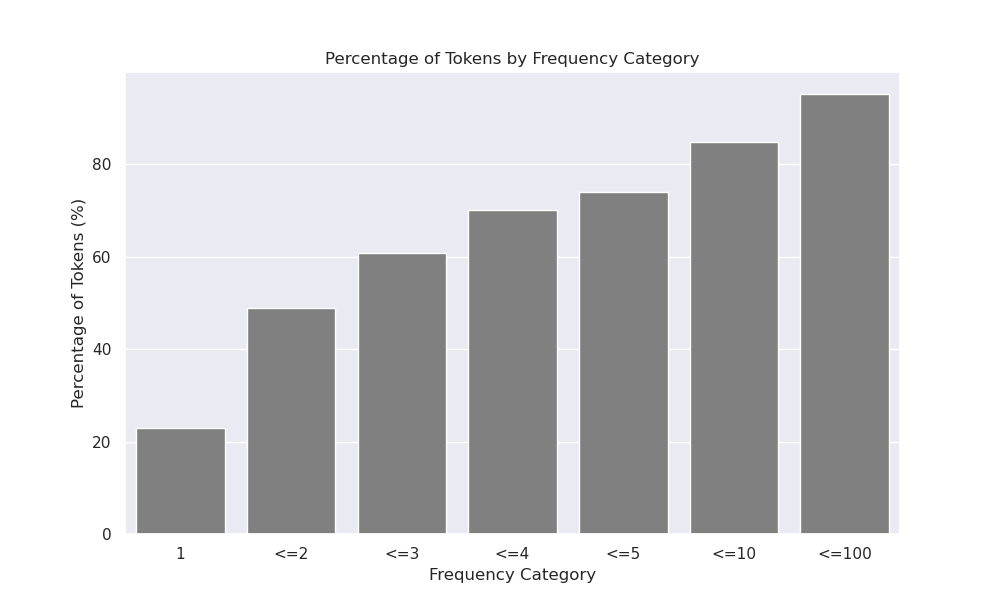 Percentage of Tokens by Frequency Category
Percentage of Tokens (%)
80
60
40
20
0
1 <=2 <=3 <=4 <=5 <=10 <=100
Frequency Category